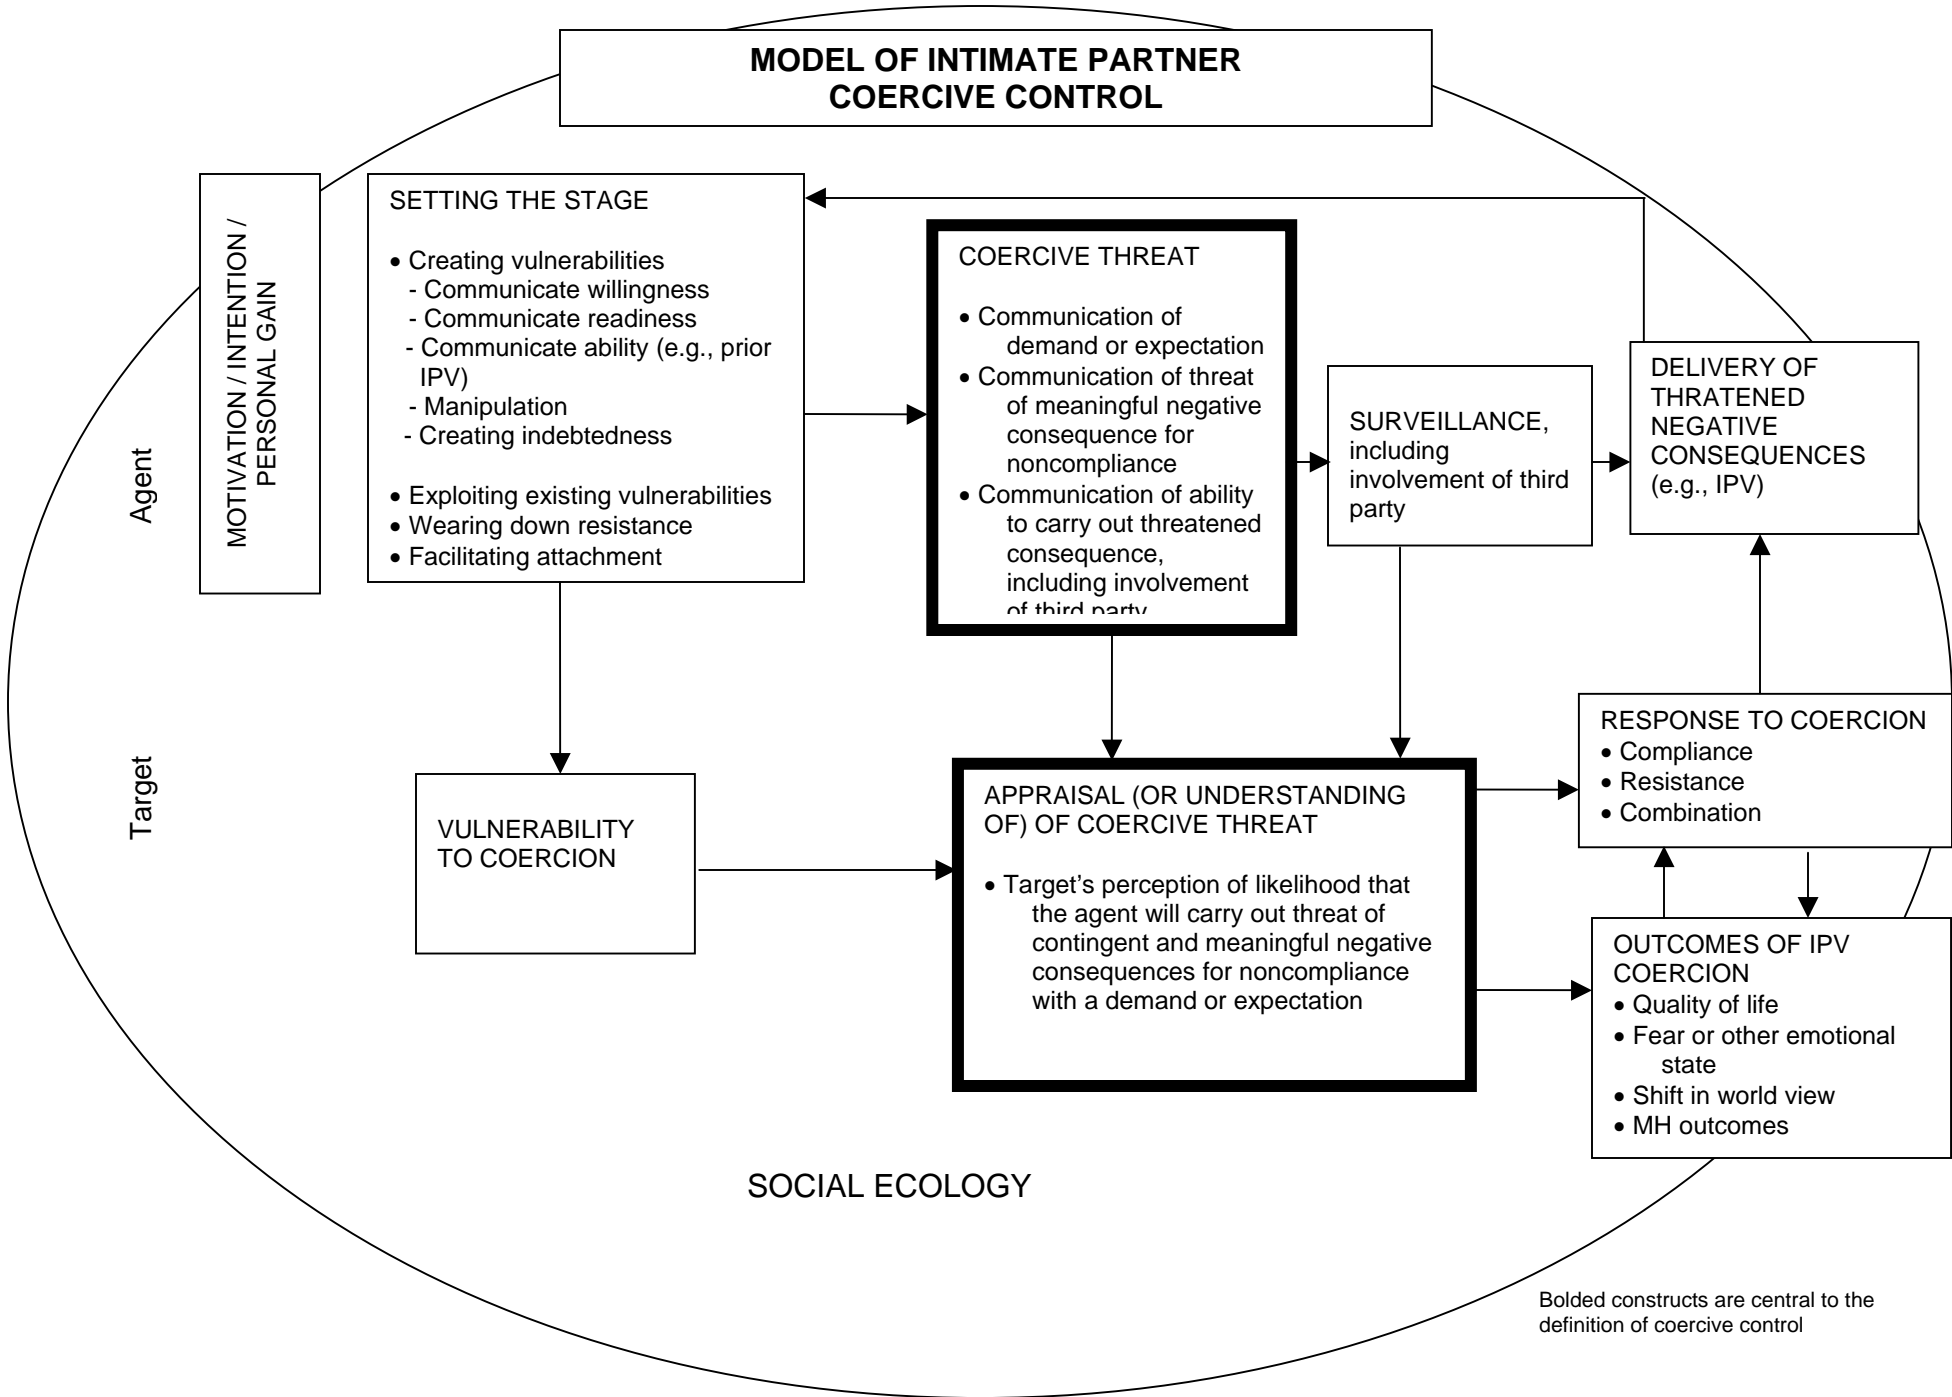 MODEL OF INTIMATE PARTNER
COERCIVE CONTROL
MOTIVATION / INTENTION /
PERSONAL GAIN
Agent
Target
SETTING THE STAGE
• Creating vulnerabilities
- Communicate willingness
- Communicate readiness
- Communicate ability (e.g., prior
IPV)
- Manipulation
- Creating indebtedness
• Exploiting existing vulnerabilities
• Wearing down resistance
• Facilitating attachment
COERCIVE THREAT
• Communication of
demand or expectation
• Communication of threat
of meaningful negative
consequence for
noncompliance
• Communication of ability
to carry out threatened
consequence,
including involvement
of third party
SURVEILLANCE,
including
involvement of third
party
DELIVERY OF
THRATENED
NEGATIVE
CONSEQUENCES
(e.g., IPV)
VULNERABILITY
TO COERCION
APPRAISAL (OR UNDERSTANDING
OF) OF COERCIVE THREAT
• Target’s perception of likelihood that
the agent will carry out threat of
contingent and meaningful negative
consequences for noncompliance
with a demand or expectation
RESPONSE TO COERCION
• Compliance
• Resistance
• Combination
OUTCOMES OF IPV
COERCION
• Quality of life
• Fear or other emotional
state
• Shift in world view
• MH outcomes
SOCIAL ECOLOGY
Bolded constructs are central to the
definition of coercive control